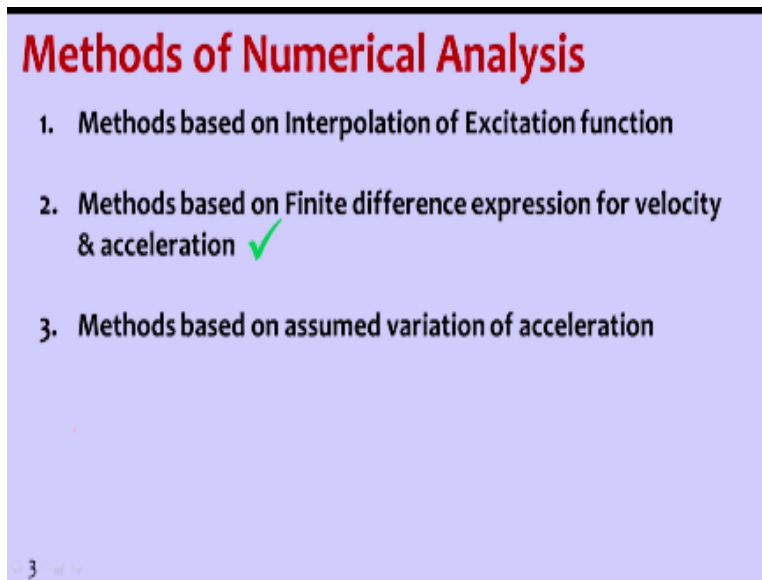 Methods of Numerical Analysis
1. Methods based on Interpolation of Excitation function
2. Methods based on Finite difference expression for velocity
& acceleration ✓
3. Methods based on assumed variation of acceleration
3